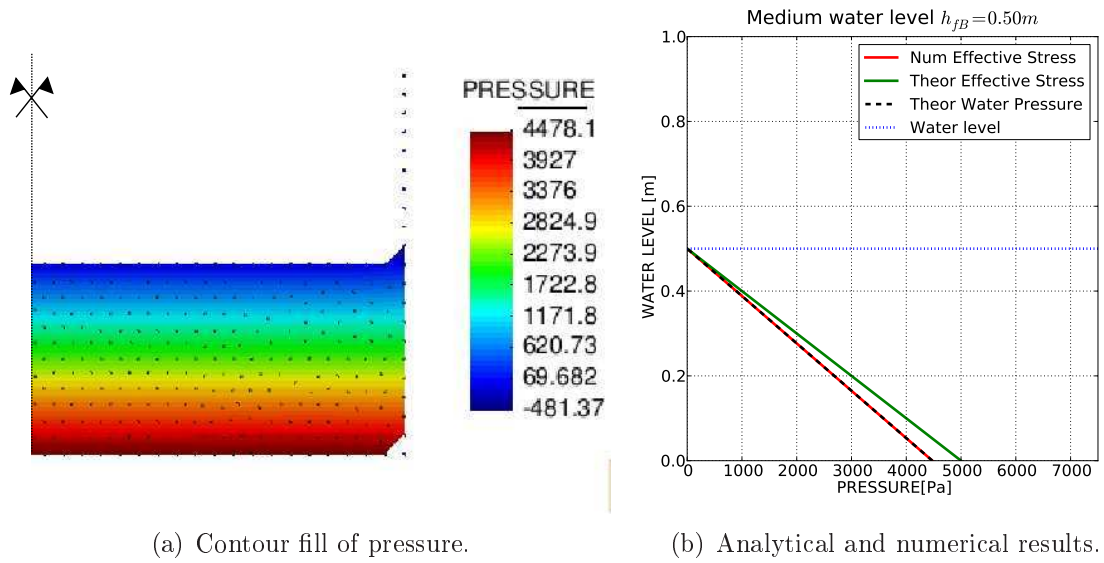 PRESSURE
4478.1
3927
3376
2824.9
2273.9
1722.8
1171.8
620.73
69.682
-481.37
(a) Contour fill of pressure.
Medium water level h_fB=0.50m
Num Effective Stress
Theor Effective Stress
Theor Water Pressure
Water level
WATER LEVEL [m]
1.0
0.8
0.6
0.4
0.2
0.0
0 1000 2000 3000 4000 5000 6000 7000
PRESSURE[Pa]
(b) Analytical and numerical results.